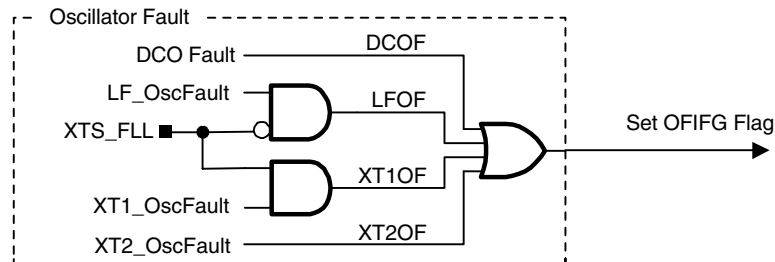 Oscillator Fault
DCO Fault
DCOF
LF_OscFault
LFOF
XTS_FLL
Set OFIFG Flag
XT1OF
XT1_OscFault
XT2OF
XT2_OscFault